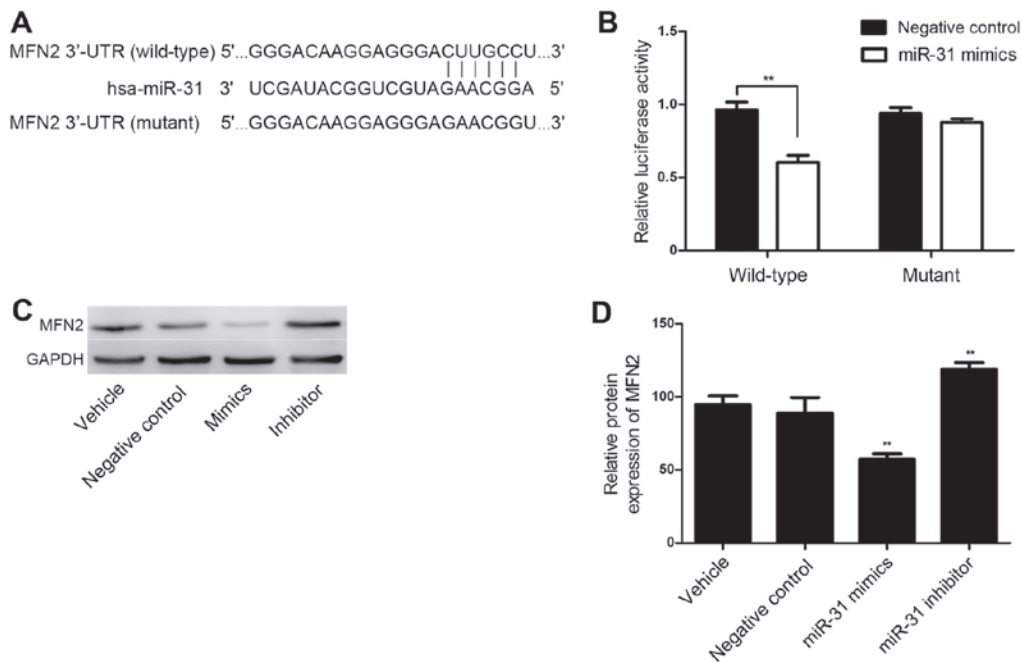 A
MFN2 3'-UTR (wild-type) 5'...GGGACAAGGAGGGACUUGCCU...3'
hsa-miR-31 3' UCGAUACGGUCGUAGAACGGA 5'
MFN2 3'-UTR (mutant) 5'...GGGACAAGGAGGGAGAACGGU...3'
B
Negative control
miR-31 mimics
Relative luciferase activity
1.5
1.0
0.5
0
**
Wild-type
Mutant
C
MFN2
GAPDH
Vehicle
Negative control
Mimics
Inhibitor
D
Relative protein
expression of MFN2
150
100
50
0
**
**
Vehicle
Negative control
miR-31 mimics
miR-31 inhibitor